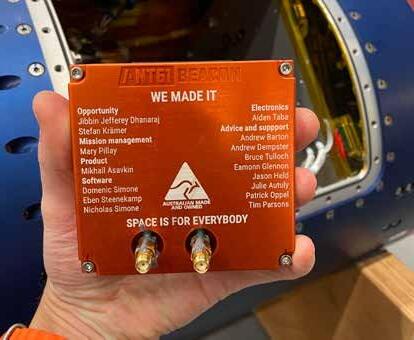 ANT61 BEACON
WE MADE IT
Opportunity
Jibbin Jefferey Dhanaraj
Stefan Krämer
Mission management
Mary Pillay
Product
Mikhail Asavkin
Software
Domenic Simone
Eben Steenekamp
Nicholas Simone
Electronics
Aiden Taba
Advice and suppport
Andrew Barton
Andrew Dempster
Bruce Tulloch
Eamonn Glennon
Jason Held
Julie Autuly
Patrick Oppel
Tim Parsons
AUSTRALIAN MADE
AND OWNED
SPACE IS FOR EVERYBODY